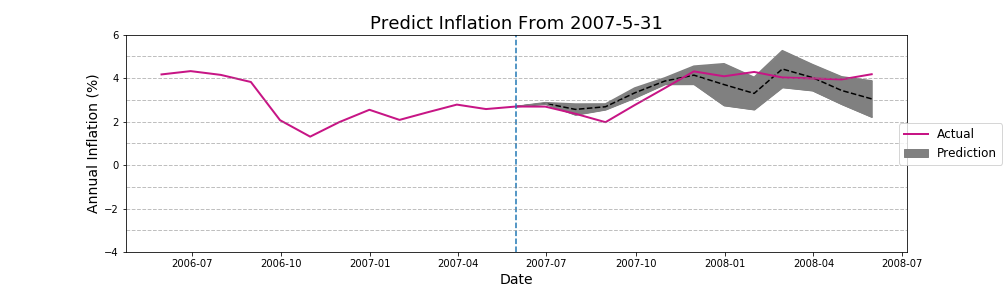 Predict Inflation From 2007-5-31
Annual Inflation (%)
6
4
2
0
−2
−4
2006-07 2006-10 2007-01 2007-04 2007-07 2007-10 2008-01 2008-04 2008-07
Date
Actual
Prediction